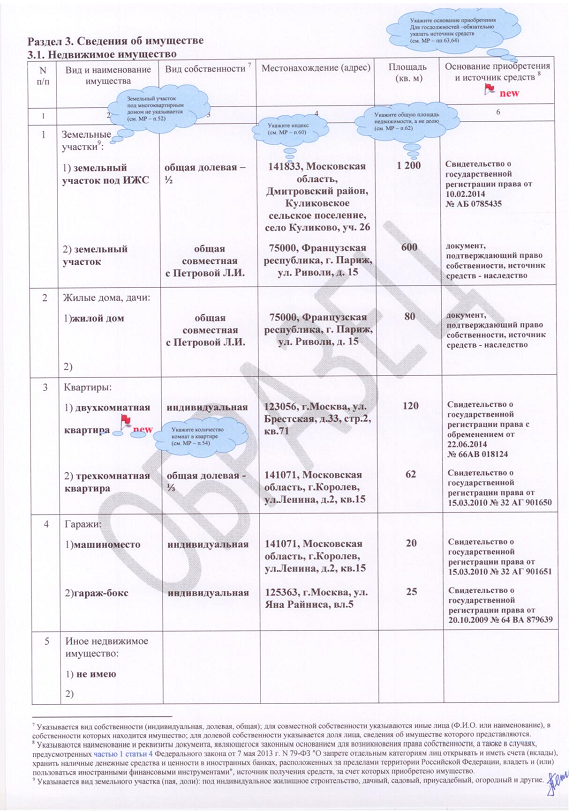 Укажите основание приобретения
Для госдолжностей -обязательно
указать источник средств
(см. МР – пп 63,64)
Раздел 3. Сведения об имуществе
3.1. Недвижимое имущество
N
п/п
Вид и наименование
имущества
Вид собственности 7
Местонахождение (адрес)
Площадь
(кв. м)
Основание приобретения
и источник средств 8
new
Земельный участок
под многоквартирным
домом не указывается
(см. МР – п.52)
Укажите индекс
(см. МР – п.60)
Укажите общую площадь
недвижимости, а не долю
(см. МР – п.62)
1
2
3
4
6
1
Земельные
участки9:
1) земельный
участок под ИЖС
общая долевая –
½
141833, Московская
область,
Дмитровский район,
Куликовское
сельское поселение,
село Куликово, уч. 26
1 200
Свидетельство о
государственной
регистрации права от
10.02.2014
№ АБ 0785435
2) земельный
участок
общая
совместная
с Петровой Л.И.
75000, Французская
республика, г. Париж,
ул. Риволи, д. 15
600
документ,
подтверждающий право
собственности, источник
средств - наследство
2
Жилые дома, дачи:
1)жилой дом
общая
совместная
с Петровой Л.И.
75000, Французская
республика, г. Париж,
ул. Риволи, д. 15
80
документ,
подтверждающий право
собственности, источник
средств - наследство
2)
3
Квартиры:
1) двухкомнатная
квартира
new
индивидуальная
Укажите количество
комнат в квартире
(см. МР – п.54)
123056, г.Москва, ул.
Брестская, д.33, стр.2,
кв.71
120
Свидетельство о
государственной
регистрации права с
обременением от
22.06.2014
№ 66АВ 018124
2) трехкомнатная
квартира
общая долевая -
⅓
141071, Московская
область, г.Королев,
ул.Ленина, д.2, кв.15
62
Свидетельство о
государственной
регистрации права от
15.03.2010 № 32 АГ 901650
4
Гаражи:
1)машиноместо
индивидуальная
141071, Московская
область, г.Королев,
ул.Ленина, д.2, кв.15
20
Свидетельство о
государственной
регистрации права от
15.03.2010 № 32 АГ 901651
2)гараж-бокс
индивидуальная
125363, г.Москва, ул.
Яна Райниса, вл.5
25
Свидетельство о
государственной
регистрации права от
20.10.2009 № 64 ВА 879639
5
Иное недвижимое
имущество:
1) не имею
2)
ОБРАЗЕЦ
7 Указывается вид собственности (индивидуальная, долевая, общая); для совместной собственности указываются иные лица (Ф.И.О. или наименование), в
собственности которых находится имущество; для долевой собственности указывается доля лица, сведения об имуществе которого представляются.
8 Указываются наименование и реквизиты документа, являющегося законным основанием для возникновения права собственности, а также в случаях,
предусмотренных частью 1 статьи 4 Федерального закона от 7 мая 2013 г. N 79-ФЗ "О запрете отдельным категориям лиц открывать и иметь счета (вклады),
хранить наличные денежные средства и ценности в иностранных банках, расположенных за пределами территории Российской Федерации, владеть и (или)
пользоваться иностранными финансовыми инструментами", источник получения средств, за счет которых приобретено имущество.
9 Указывается вид земельного участка (пая, доли): под индивидуальное жилищное строительство, дачный, садовый, приусадебный, огородный и другие.